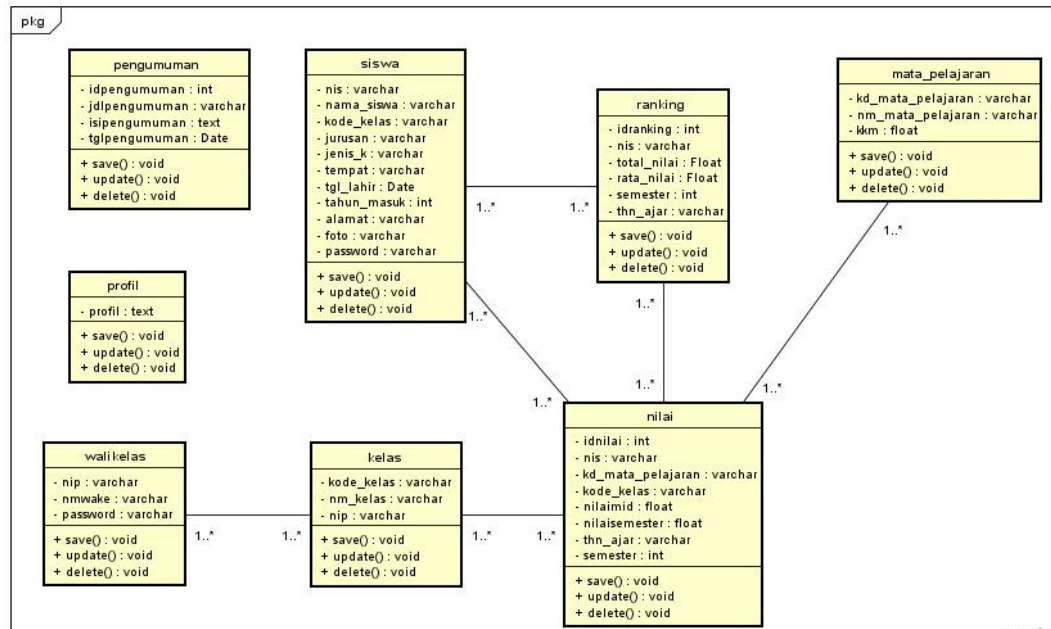 pkg
pengumuman
- idpengumuman : int
- jdlpengumuman : varchar
- isipengumuman : text
- tglpengumuman : Date
+ save() : void
+ update() : void
+ delete() : void
siswa
- nis : varchar
- nama_siswa : varchar
- kode_kelas : varchar
- jurusan : varchar
- jenis_k : varchar
- tempat : varchar
- tgl_lahir : Date
- tahun_masuk : int
- alamat : varchar
- foto : varchar
- password : varchar
+ save() : void
+ update() : void
+ delete() : void
ranking
- idranking : int
- nis : varchar
- total_nilai : Float
- rata_nilai : Float
- semester : int
- thn_ajar : varchar
+ save() : void
+ update() : void
+ delete() : void
mata_pelajaran
- kd_mata_pelajaran : varchar
- nm_mata_pelajaran : varchar
- kkm : float
+ save() : void
+ update() : void
+ delete() : void
1..*
1..*
1..*
profil
- profil : text
+ save() : void
+ update() : void
+ delete() : void
1..*
1..*
1..*
1..*
1..*
walikelas
- nip : varchar
- nmwake : varchar
- password : varchar
+ save() : void
+ update() : void
+ delete() : void
1..*
1..*
kelas
- kode_kelas : varchar
- nm_kelas : varchar
- nip : varchar
+ save() : void
+ update() : void
+ delete() : void
1..*
1..*
nilai
- idnilai : int
- nis : varchar
- kd_mata_pelajaran : varchar
- kode_kelas : varchar
- nilaimid : float
- nilaisemester : float
- thn_ajar : varchar
- semester : int
+ save() : void
+ update() : void
+ delete() : void